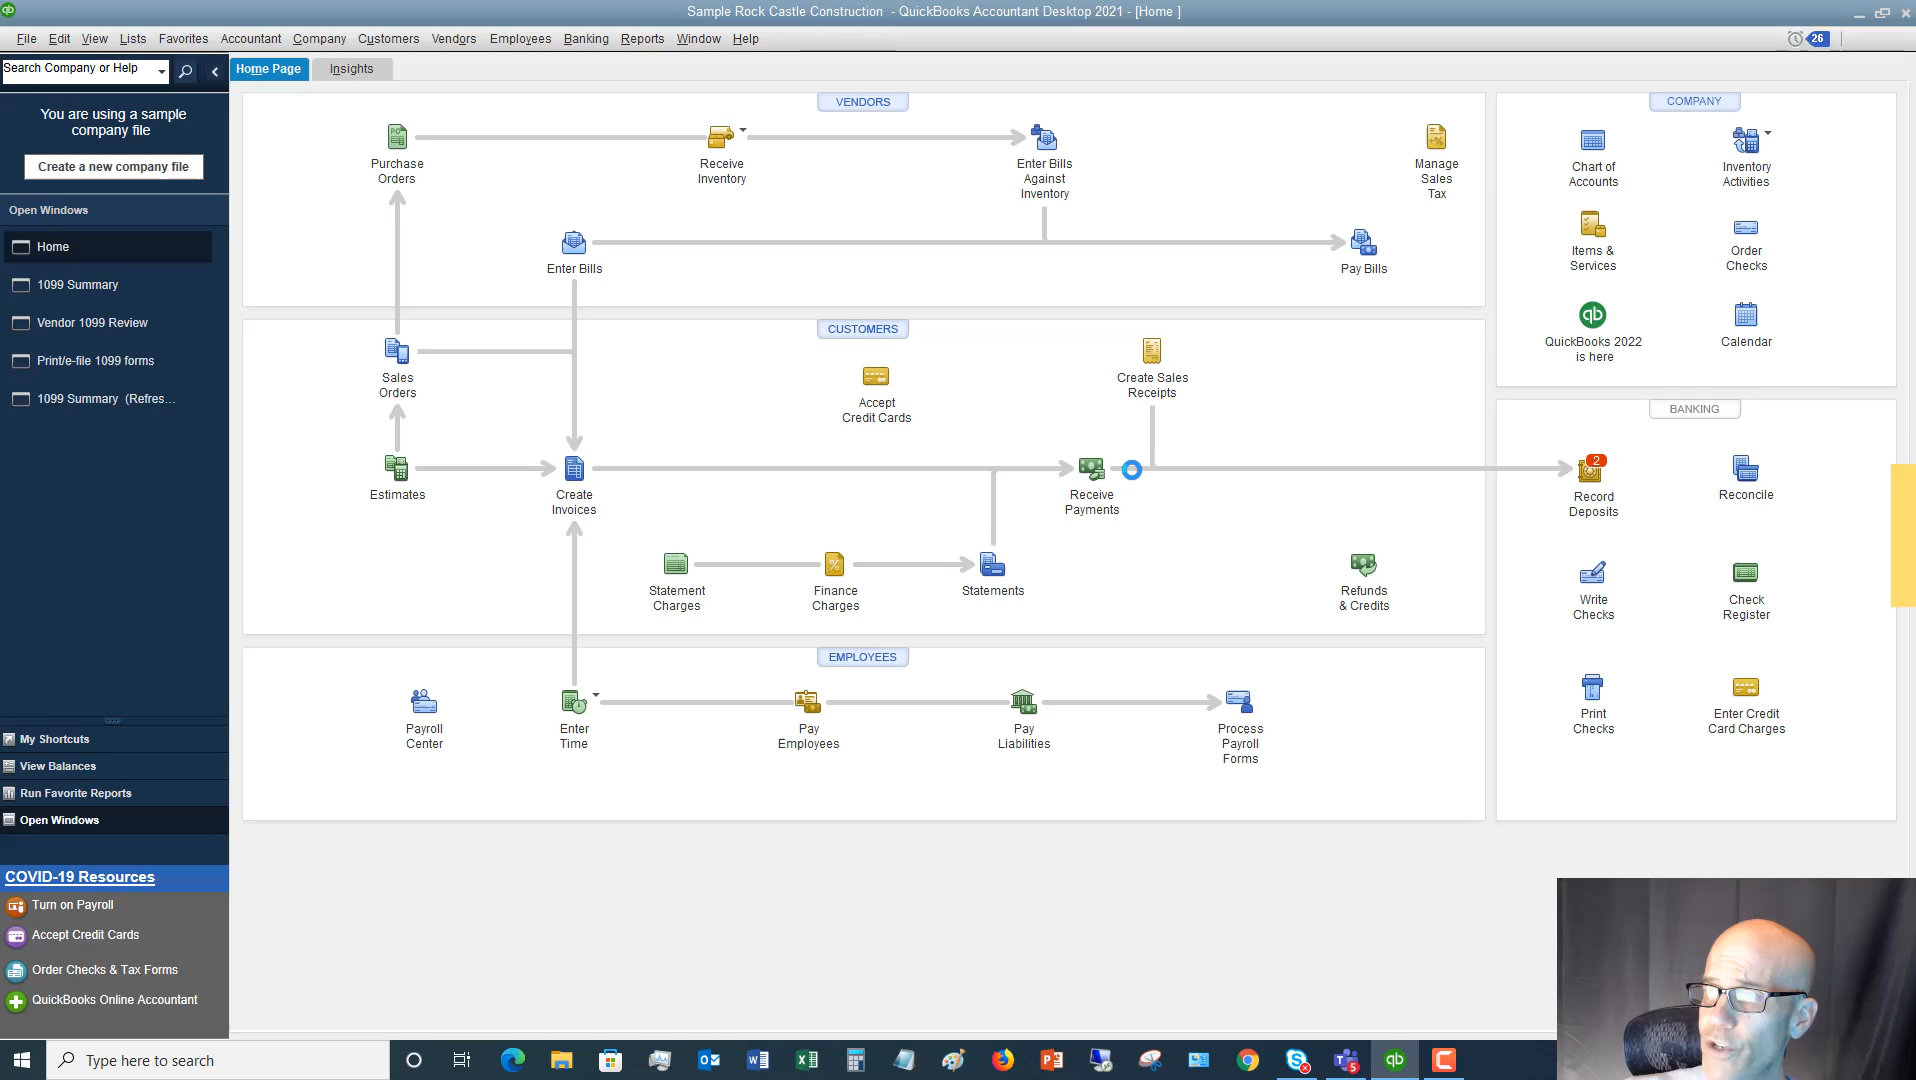 Sample Rock Castle Construction - QuickBooks Accountant Desktop 2021 - [Home ]
File Edit View Lists Favorites Accountant Company Customers Vendors Employees Banking Reports Window Help
26
Search Company or Help
Home Page Insights
You are using a sample
company file
Create a new company file
Open Windows
Home
1099 Summary
Vendor 1099 Review
Print/e-file 1099 forms
1099 Summary (Refres...
My Shortcuts
View Balances
Run Favorite Reports
Open Windows
COVID-19 Resources
Turn on Payroll
Accept Credit Cards
Order Checks & Tax Forms
QuickBooks Online Accountant
VENDORS
Purchase
Orders
Receive
Inventory
Enter Bills
Against
Inventory
Manage
Sales
Tax
Enter Bills
Pay Bills
CUSTOMERS
Sales
Orders
Accept
Credit Cards
Create Sales
Receipts
Estimates
Create
Invoices
Receive
Payments
Statement
Charges
Finance
Charges
Statements
Refunds
& Credits
EMPLOYEES
Payroll
Center
Enter
Time
Pay
Employees
Pay
Liabilities
Process
Payroll
Forms
COMPANY
Chart of
Accounts
Inventory
Activities
Items &
Services
Order
Checks
qb
QuickBooks 2022
is here
Calendar
BANKING
2
Record
Deposits
Reconcile
Write
Checks
Check
Register
Print
Checks
Enter Credit
Card Charges
Type here to search